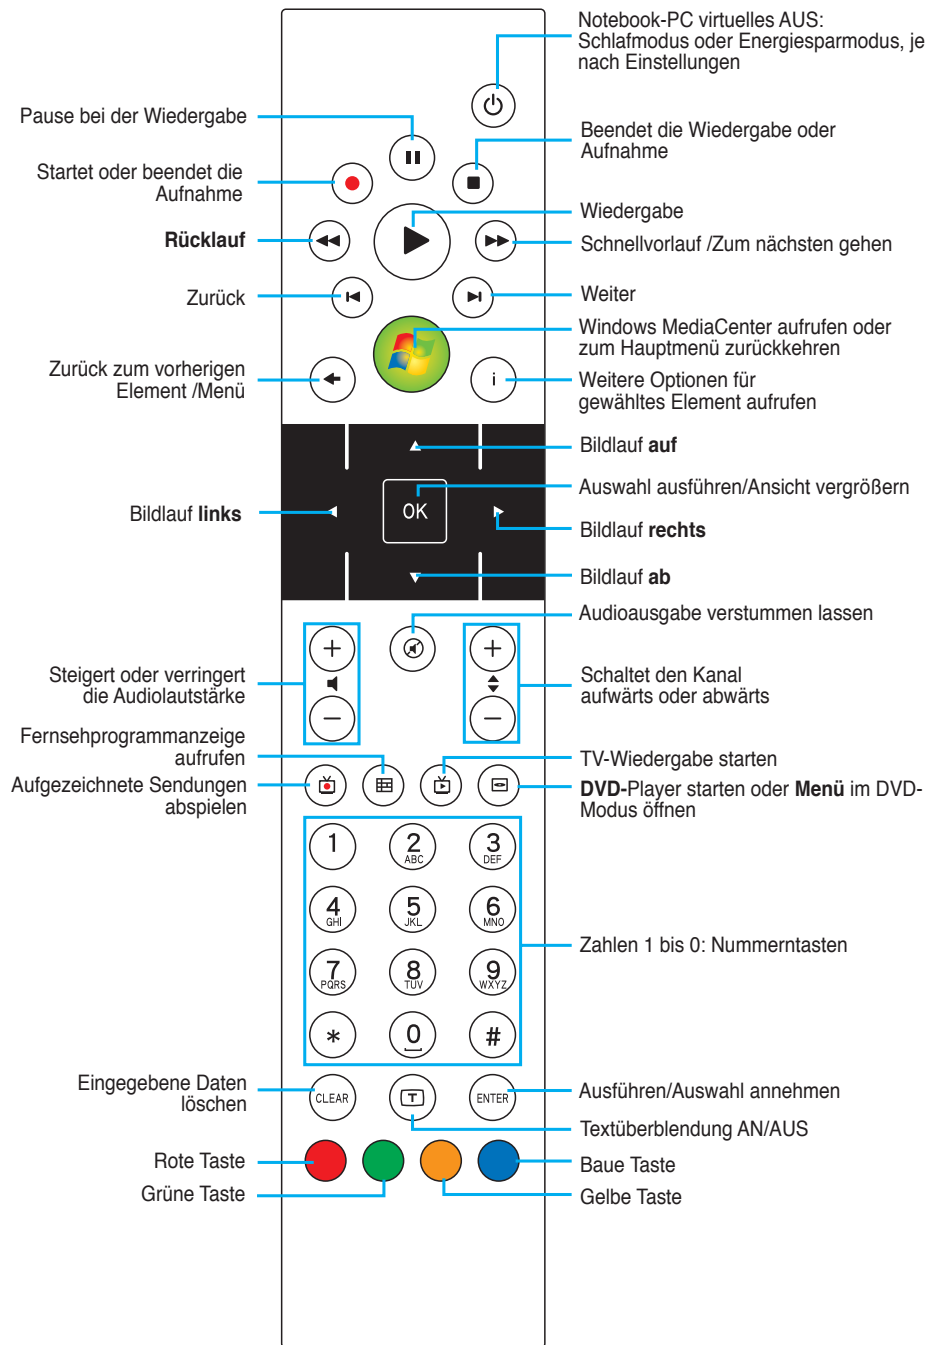 Notebook-PC virtuelles AUS:
Schlafmodus oder Energiesparmodus, je
nach Einstellungen
Pause bei der Wiedergabe
Beendet die Wiedergabe oder
Aufnahme
Startet oder beendet die
Aufnahme
Wiedergabe
Rücklauf
Schnellvorlauf /Zum nächsten gehen
Zurück
Weiter
Windows MediaCenter aufrufen oder
zum Hauptmenü zurückkehren
Zurück zum vorherigen
Element /Menü
i
Weitere Optionen für
gewähltes Element aufrufen
Bildlauf auf
Auswahl ausführen/Ansicht vergrößern
OK
Bildlauf links
Bildlauf rechts
Bildlauf ab
Audioausgabe verstummen lassen
+
+
Steigert oder verringert
die Audiolautstärke
Schaltet den Kanal
aufwärts oder abwärts
−
−
Fernsehprogrammanzeige
aufrufen
TV-Wiedergabe starten
Aufgezeichnete Sendungen
abspielen
DVD-Player starten oder Menü im DVD-
Modus öffnen
1
2
ABC
3
DEF
4
GHI
5
JKL
6
MNO
Zahlen 1 bis 0: Nummerntasten
7
PQRS
8
TUV
9
WXYZ
*
0
#
Eingegebene Daten
löschen
CLEAR
T
ENTER
Ausführen/Auswahl annehmen
Textüberblendung AN/AUS
Rote Taste
Baue Taste
Grüne Taste
Gelbe Taste